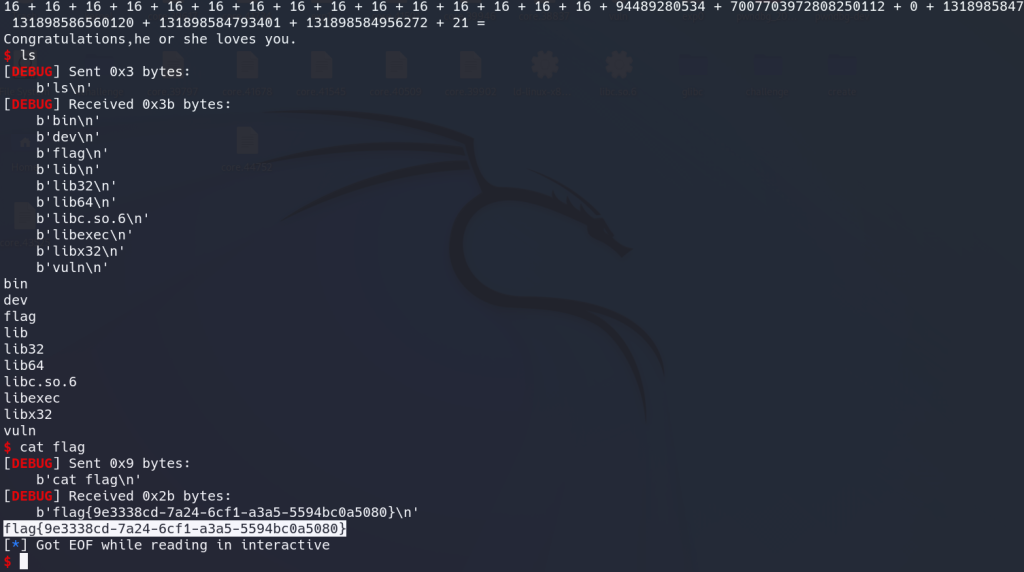 16 + 16 + 16 + 16 + 16 + 16 + 16 + 16 + 16 + 16 + 16 + 16 + 16 + 16 + 16 + 94489280534 + 7007703972808250112 + 0 + 1318985847
131898586560120 + 131898584793401 + 131898584956272 + 21 =
Congratulations,he or she loves you.
$ ls
[DEBUG] Sent 0x3 bytes:
b'ls\n'
[DEBUG] Received 0x3b bytes:
b'bin\n'
b'dev\n'
b'flag\n'
b'lib\n'
b'lib32\n'
b'lib64\n'
b'libc.so.6\n'
b'libexec\n'
b'libx32\n'
b'vuln\n'
bin
dev
flag
lib
lib32
lib64
libc.so.6
libexec
libx32
vuln
$ cat flag
[DEBUG] Sent 0x9 bytes:
b'cat flag\n'
[DEBUG] Received 0x2b bytes:
b'flag{9e3338cd-7a24-6cf1-a3a5-5594bc0a5080}\n'
flag{9e3338cd-7a24-6cf1-a3a5-5594bc0a5080}
[*] Got EOF while reading in interactive
$